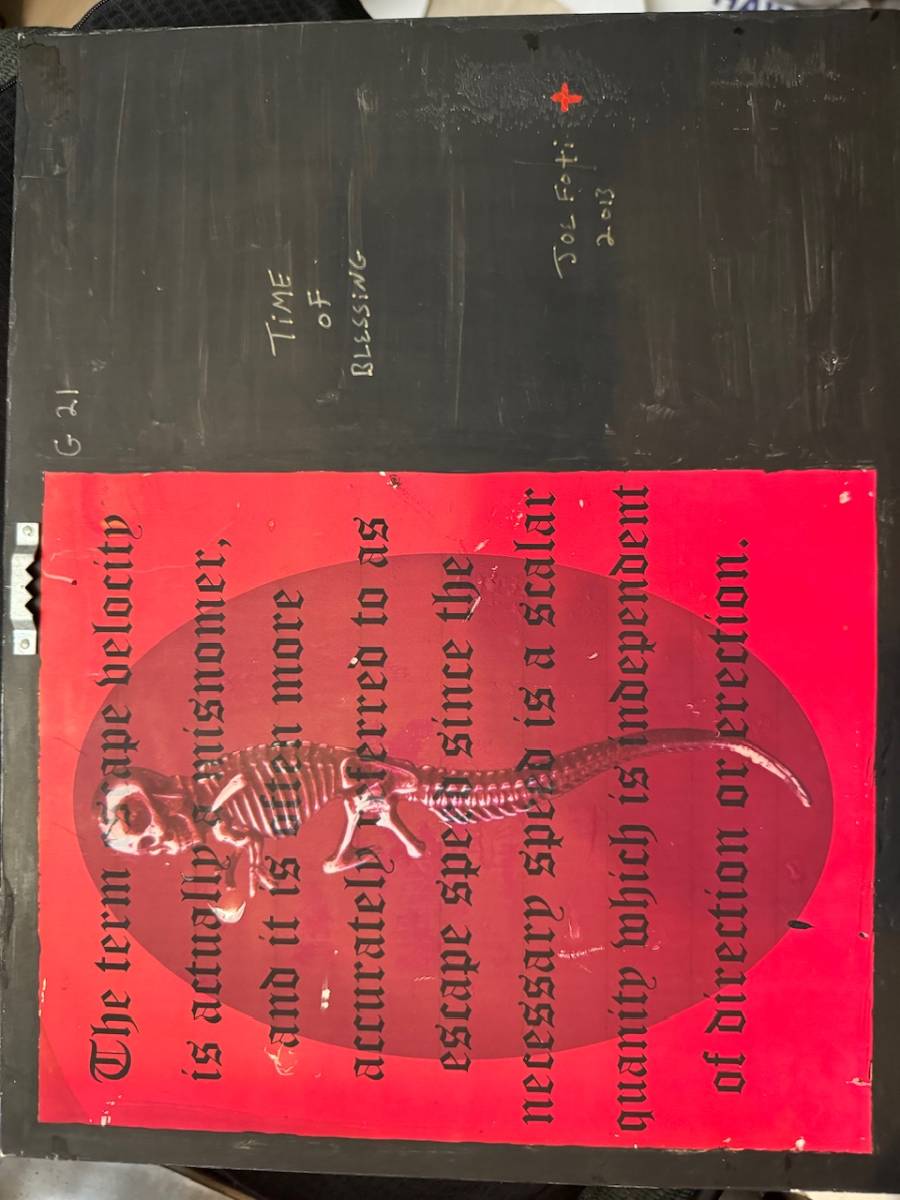 The term escape velocity
is actually a misnomer,
and it is often more
accurately referred to as
escape speed since the
necessary speed is a scalar
quanity which is independent
of direction or erection.
G 21
TiME
OF
BLESSiNG
JOE FOti
2013